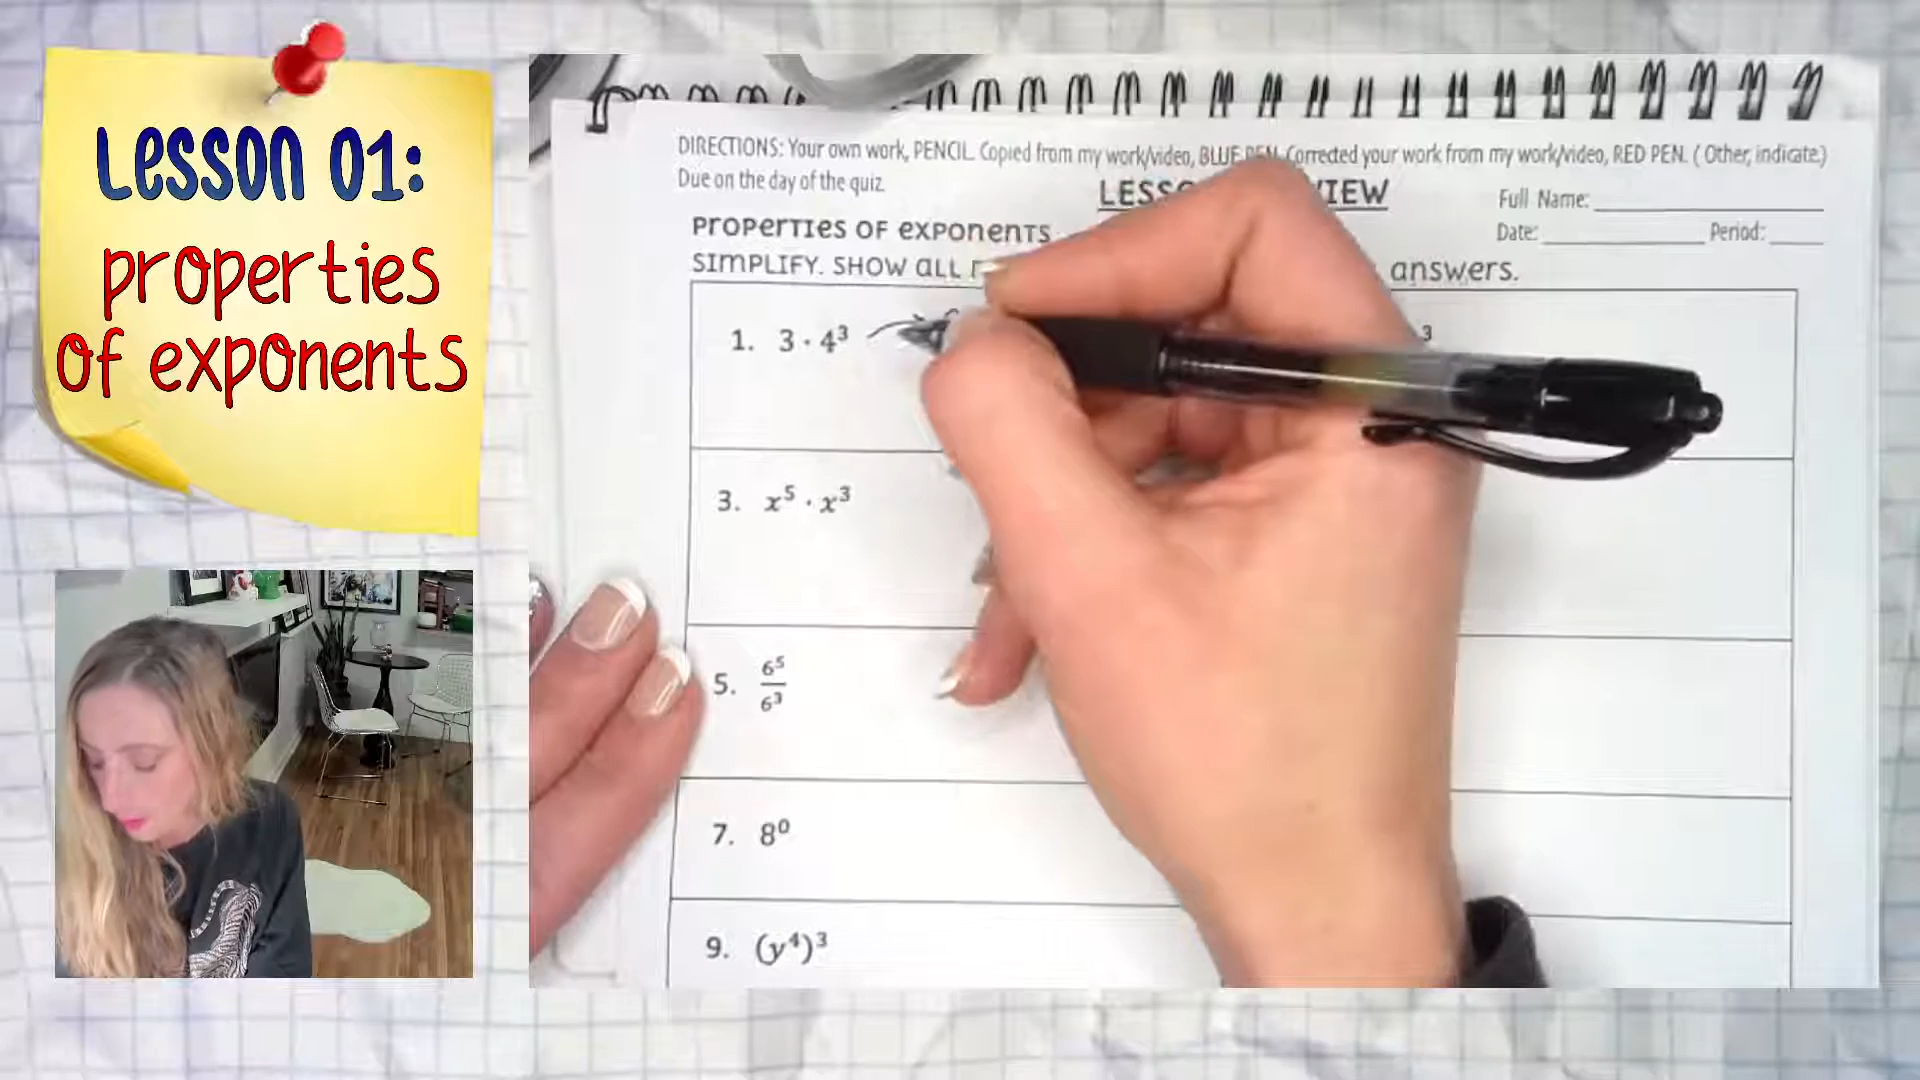 Lesson 01:
properties
of exponents
DIRECTIONS: Your own work, PENCIL. Copied from my work/video, BLUE PEN. Corrected your work from my work/video, RED PEN. ( Other, indicate.)
Due on the day of the quiz.
Full Name:
Date: Period:
PROPERTIES OF EXPONENTS
SIMPLIFY. SHOW ALL answers.
1. 3 · 4³
3. x⁵ · x³
5. 6⁵/6³
7. 8⁰
9. (y⁴)³